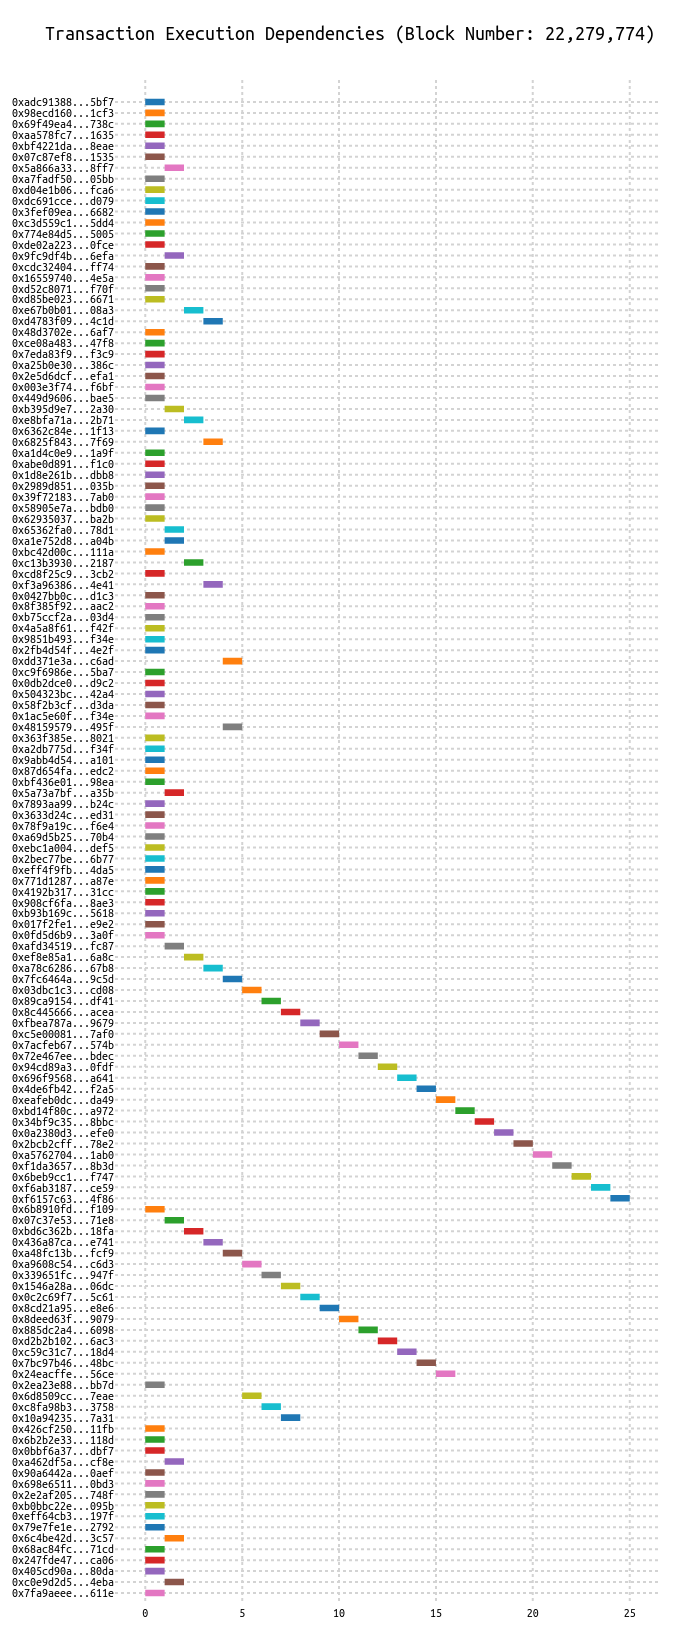 Transaction Execution Dependencies (Block Number: 22,279,774)
0xadc91388...5bf7
0x98ecd160...1cf3
0x69f49ea4...738c
0xaa578fc7...1635
0xbf4221da...8eae
0x07c87ef8...1535
0x5a866a33...8ff7
0xa7fadf50...05bb
0xd04e1b06...fca6
0xdc691cce...d079
0x3fef09ea...6682
0xc3d559c1...5dd4
0x774e84d5...5005
0xde02a223...0fce
0x9fc9df4b...6efa
0xcdc32404...ff74
0x16559740...4e5a
0xd52c8071...f70f
0xd85be023...6671
0xe67b0b01...08a3
0xd4783f09...4c1d
0x48d3702e...6af7
0xce08a483...47f8
0x7eda83f9...f3c9
0xa25b0e30...386c
0x2e5d6dcf...efa1
0x003e3f74...f6bf
0x449d9606...bae5
0xb395d9e7...2a30
0xe8bfa71a...2b71
0x6362c84e...1f13
0x6825f843...7f69
0xa1d4c0e9...1a9f
0xabe0d891...f1c0
0x1d8e261b...dbb8
0x2989d851...035b
0x39f72183...7ab0
0x58905e7a...bdb0
0x62935037...ba2b
0x65362fa0...78d1
0xa1e752d8...a04b
0xbc42d00c...111a
0xc13b3930...2187
0xcd8f25c9...3cb2
0xf3a96386...4e41
0x0427bb0c...d1c3
0x8f385f92...aac2
0xb75ccf2a...03d4
0x4a5a8f61...f42f
0x9851b493...f34e
0x2fb4d54f...4e2f
0xdd371e3a...c6ad
0xc9f6986e...5ba7
0x0db2dce0...d9c2
0x504323bc...42a4
0x58f2b3cf...d3da
0x1ac5e60f...f34e
0x48159579...495f
0x363f385e...8021
0xa2db775d...f34f
0x9abb4d54...a101
0x87d654fa...edc2
0xbf436e01...98ea
0x5a73a7bf...a35b
0x7893aa99...b24c
0x3633d24c...ed31
0x78f9a19c...f6e4
0xa69d5b25...70b4
0xebc1a004...def5
0x2bec77be...6b77
0xeff4f9fb...4da5
0x771d1287...a87e
0x4192b317...31cc
0x908cf6fa...8ae3
0xb93b169c...5618
0x017f2fe1...e9e2
0x0fd5d6b9...3a0f
0xafd34519...fc87
0xef8e85a1...6a8c
0xa78c6286...67b8
0x7fc6464a...9c5d
0x03dbc1c3...cd08
0x89ca9154...df41
0x8c445666...acea
0xfbea787a...9679
0xc5e00081...7af0
0x7acfeb67...574b
0x72e467ee...bdec
0x94cd89a3...0fdf
0x696f9568...a641
0x4de6fb42...f2a5
0xeafeb0dc...da49
0xbd14f80c...a972
0x34bf9c35...8bbc
0x0a2380d3...efe0
0x2bcb2cff...78e2
0xa5762704...1ab0
0xf1da3657...8b3d
0x6beb9cc1...f747
0xf6ab3187...ce59
0xf6157c63...4f86
0x6b8910fd...f109
0x07c37e53...71e8
0xbd6c362b...18fa
0x436a87ca...e741
0xa48fc13b...fcf9
0xa9608c54...c6d3
0x339651fc...947f
0x1546a28a...06dc
0x0c2c69f7...5c61
0x8cd21a95...e8e6
0x8deed63f...9079
0x885dc2a4...6098
0xd2b2b102...6ac3
0xc59c31c7...18d4
0x7bc97b46...48bc
0x24eacffe...56ce
0x2ea23e88...bb7d
0x6d8509cc...7eae
0xc8fa98b3...3758
0x10a94235...7a31
0x426cf250...11fb
0x6b2b2e33...118d
0x0bbf6a37...dbf7
0xa462df5a...cf8e
0x90a6442a...0aef
0x698e6511...0bd3
0x2e2af205...748f
0xb0bbc22e...095b
0xeff64cb3...197f
0x79e7fe1e...2792
0x6c4be42d...3c57
0x68ac84fc...71cd
0x247fde47...ca06
0x405cd90a...80da
0xc0e9d2d5...4eba
0x7fa9aeee...611e
0 5 10 15 20 25